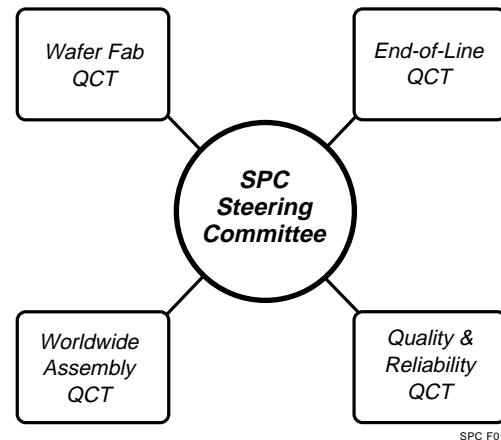 Wafer Fab
QCT
End-of-Line
QCT
SPC
Steering
Committee
Worldwide
Assembly
QCT
Quality &
Reliability
QCT
SPC F0